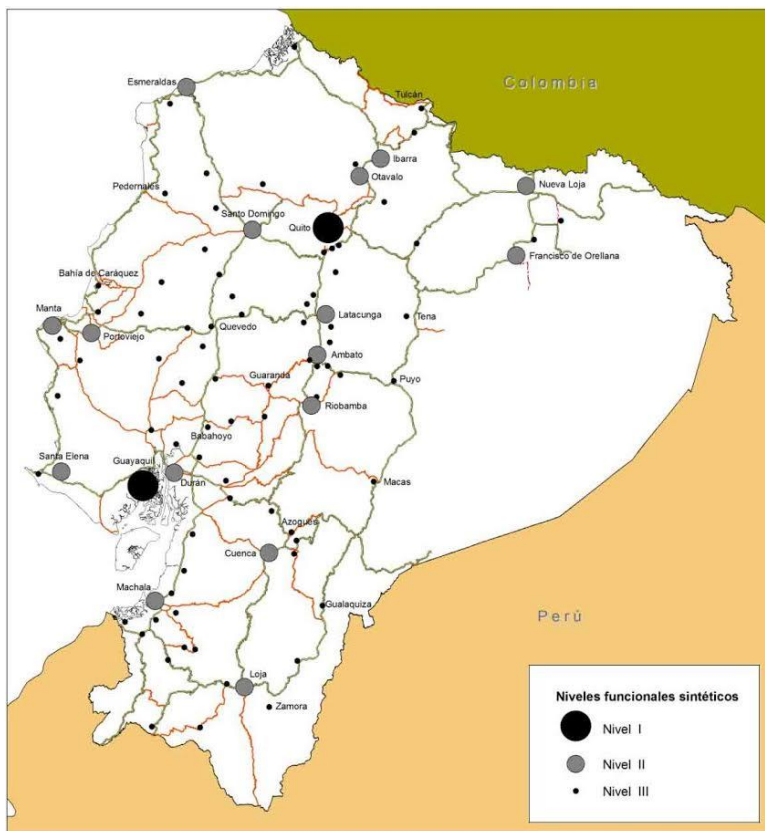 Colombia
Esmeraldas
Tulcán
Ibarra
Otavalo
Nueva Loja
Pedernales
Santo Domingo
Quito
Francisco de Orellana
Bahía de Caráquez
Manta
Portoviejo
Quevedo
Latacunga
Tena
Ambato
Guaranda
Puyo
Riobamba
Babahoyo
Santa Elena
Guayaquil
Durán
Macas
Azogues
Cuenca
Machala
Gualaquiza
Perú
Loja
Zamora
Niveles funcionales sintéticos
Nivel I
Nivel II
Nivel III